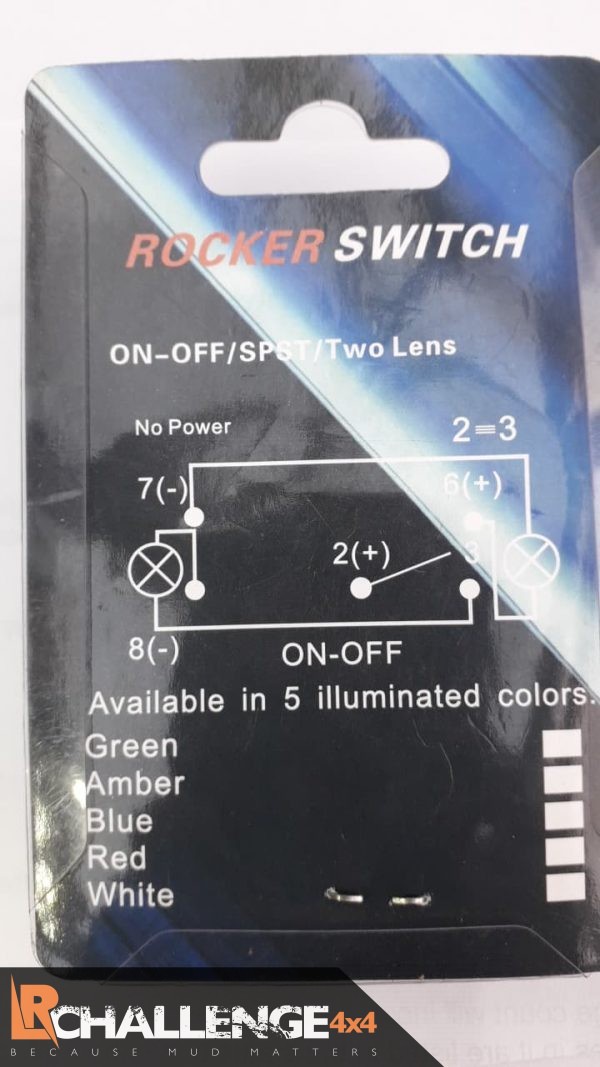 ROCKER SWITCH
ON-OFF/SPST/Two Lens
No Power
2=3
7(-)
6(+)
2(+)
3
8(-)
ON-OFF
Available in 5 illuminated colors.
Green
Amber
Blue
Red
White
CHALLENGE4x4
BECAUSE MUD MATTERS